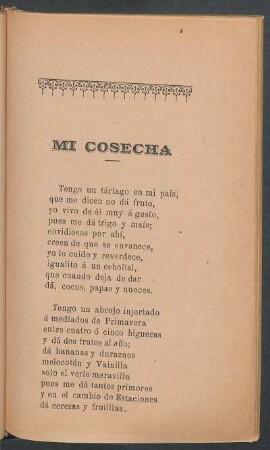 MI COSECHA
Tengo un tártago en mi país,
que me dicen no dá fruto,
yo vivo de él muy á gusto,
pues me dá trigo y maís;
envidiosos por ahí,
creen de que se envanece,
yo lo cuido y reverdece,
igualito á un cebollal,
que cuando deja de dar
dá, cocos, papas y nueces.
Tengo un abrojo injertado
á mediados de Primavera
entre cuatro ó cinco higueras
y dá dos frutos al año;
dá bananas y duraznos
melocotón y Vainilla
solo el verle maravilla
pues me dá tantos primores
y en el cambio de Estaciones
dá cerezas y frutillas.